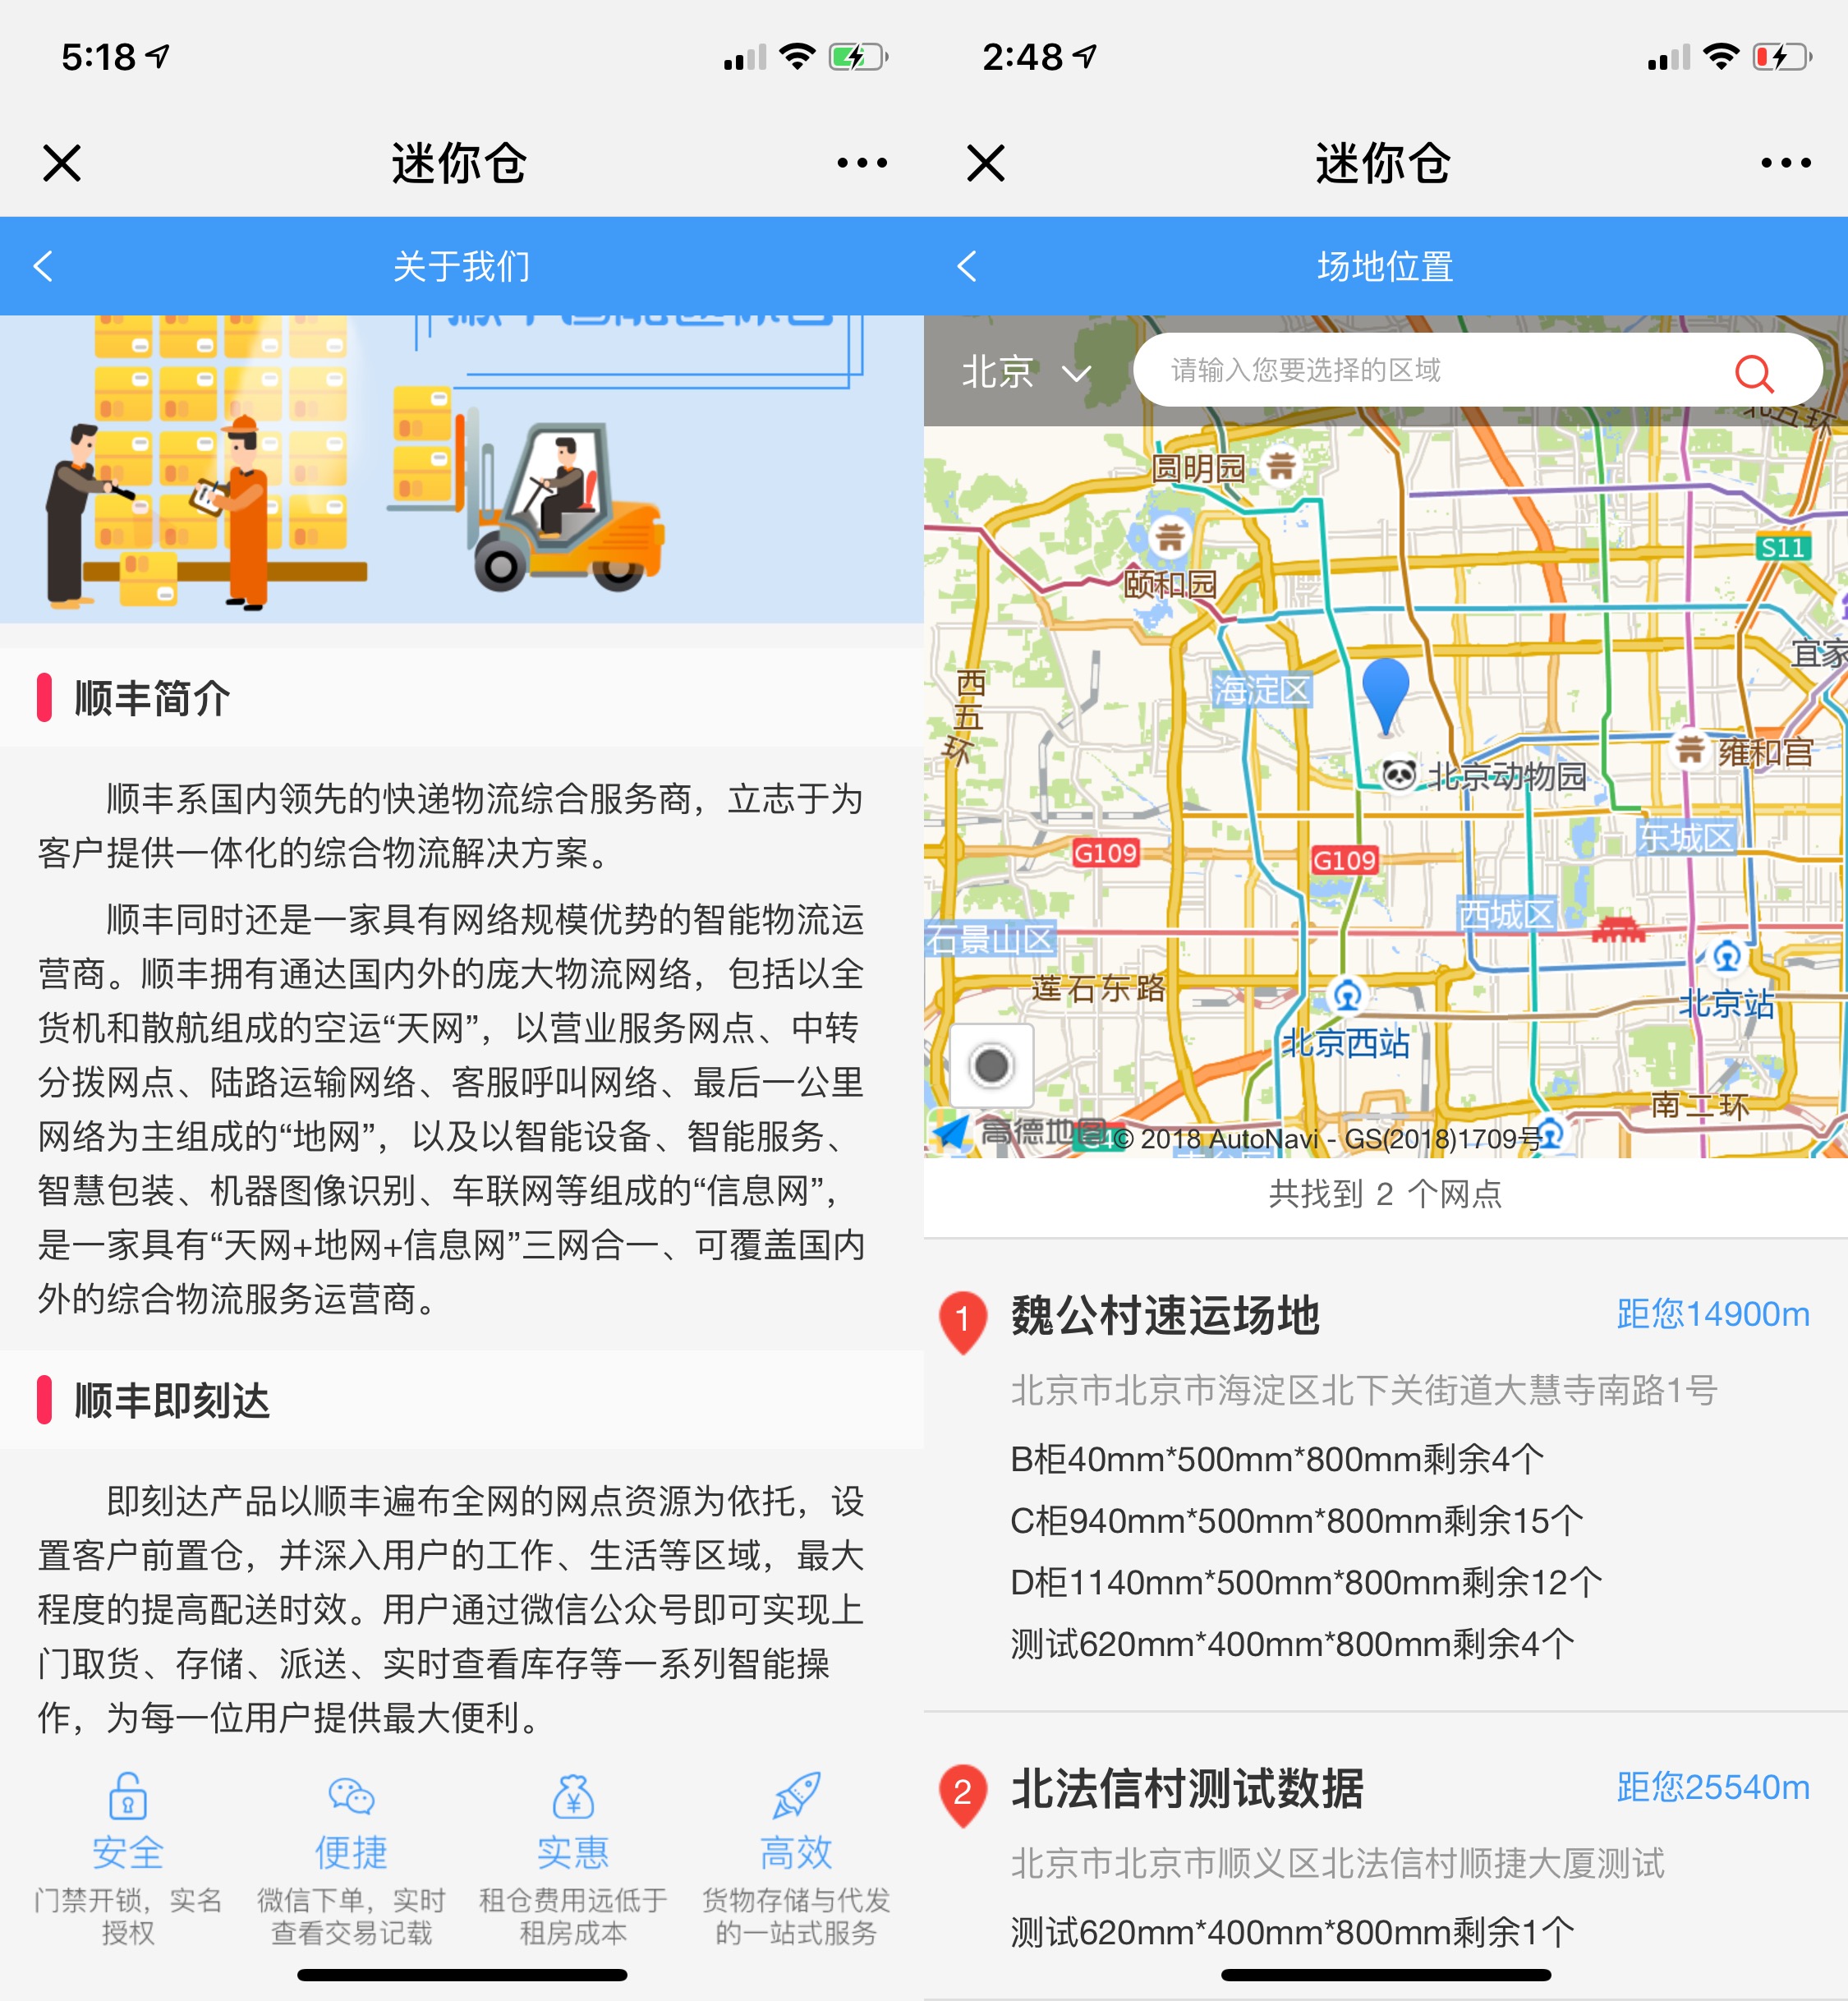 5:18
迷你仓
关于我们
顺丰简介
顺丰系国内领先的快递物流综合服务商，立志于为
客户提供一体化的综合物流解决方案。
顺丰同时还是一家具有网络规模优势的智能物流运
营商。顺丰拥有通达国内外的庞大物流网络，包括以全
货机和散航组成的空运“天网”，以营业服务网点、中转
分拨网点、陆路运输网络、客服呼叫网络、最后一公里
网络为主组成的“地网”，以及以智能设备、智能服务、
智慧包装、机器图像识别、车联网等组成的“信息网”，
是一家具有“天网+地网+信息网”三网合一、可覆盖国内
外的综合物流服务运营商。
顺丰即刻达
即刻达产品以顺丰遍布全网的网点资源为依托，设
置客户前置仓，并深入用户的工作、生活等区域，最大
程度的提高配送时效。用户通过微信公众号即可实现上
门取货、存储、派送、实时查看库存等一系列智能操
作，为每一位用户提供最大便利。
安全
门禁开锁，实名
授权
便捷
微信下单，实时
查看交易记载
实惠
租仓费用远低于
租房成本
高效
货物存储与代发
的一站式服务
2:48
迷你仓
场地位置
北京
请输入您要选择的区域
北五环
圆明园
S11
颐和园
宜家
西五环
海淀区
雍和宫
北京动物园
东城区
G109
G109
西城区
石景山区
莲石东路
北京站
北京西站
南二环
高德地图
© 2018 AutoNavi - GS(2018)1709号
共找到 2 个网点
1
魏公村速运场地
距您14900m
北京市北京市海淀区北下关街道大慧寺南路1号
B柜40mm*500mm*800mm剩余4个
C柜940mm*500mm*800mm剩余15个
D柜1140mm*500mm*800mm剩余12个
测试620mm*400mm*800mm剩余4个
2
北法信村测试数据
距您25540m
北京市北京市顺义区北法信村顺捷大厦测试
测试620mm*400mm*800mm剩余1个